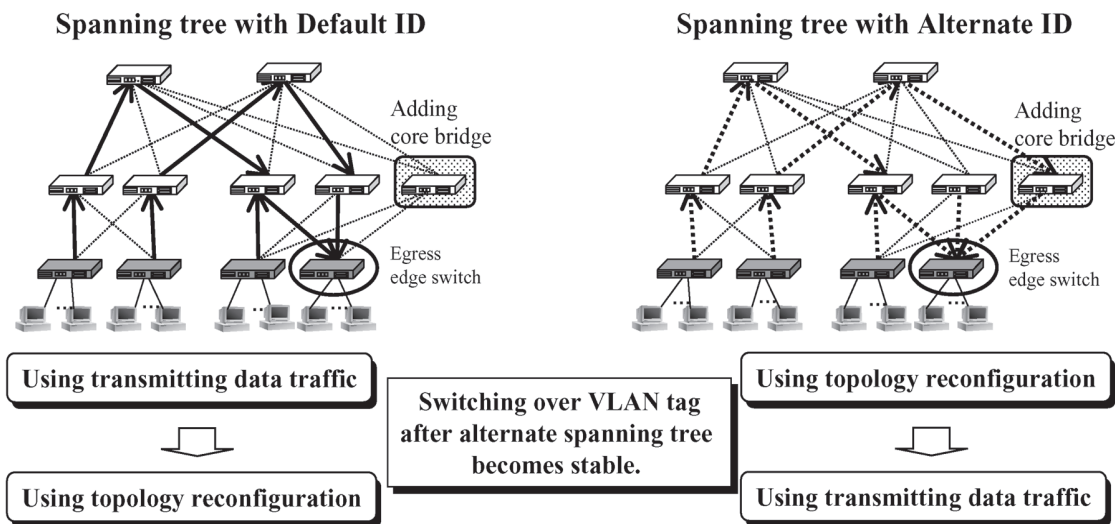 Spanning tree with Default ID
Adding
core bridge
Egress
edge switch
Using transmitting data traffic
Using topology reconfiguration
Spanning tree with Alternate ID
Adding
core bridge
Egress
edge switch
Using topology reconfiguration
Using transmitting data traffic
Switching over VLAN tag
after alternate spanning tree
becomes stable.